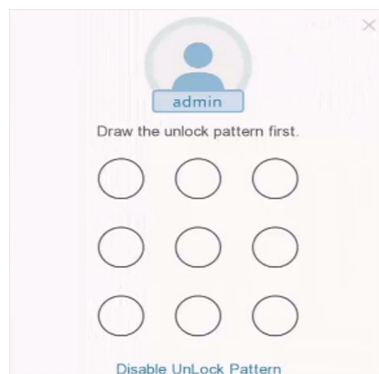 admin
Draw the unlock pattern first.
Disable UnLock Pattern